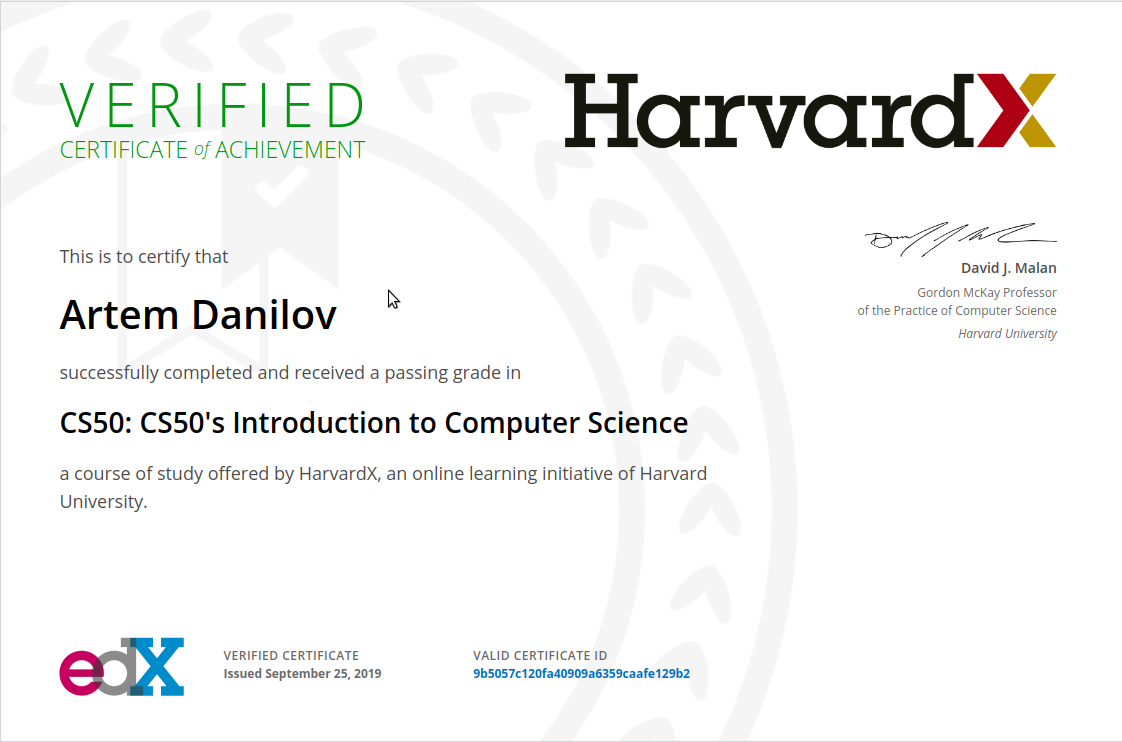 VERIFIED
CERTIFICATE of ACHIEVEMENT
HarvardX
This is to certify that
Artem Danilov
successfully completed and received a passing grade in
CS50: CS50's Introduction to Computer Science
a course of study offered by HarvardX, an online learning initiative of Harvard
University.
David J. Malan
Gordon McKay Professor
of the Practice of Computer Science
Harvard University
edX
VERIFIED CERTIFICATE
Issued September 25, 2019
VALID CERTIFICATE ID
9b5057c120fa40909a6359caafe129b2